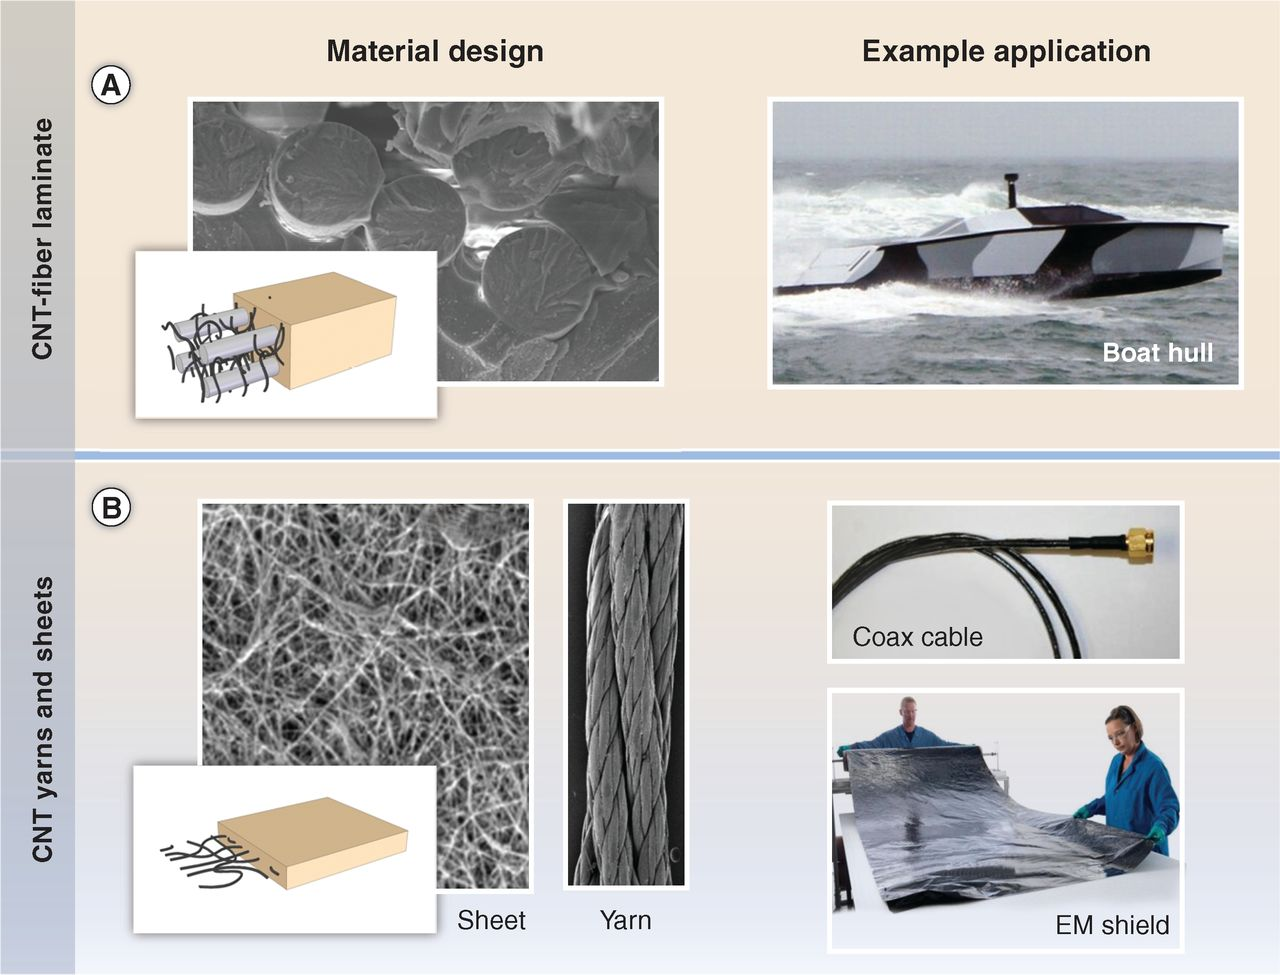 Material design
Example application
A
CNT-fiber laminate
Boat hull
B
CNT yarns and sheets
Sheet
Yarn
Coax cable
EM shield